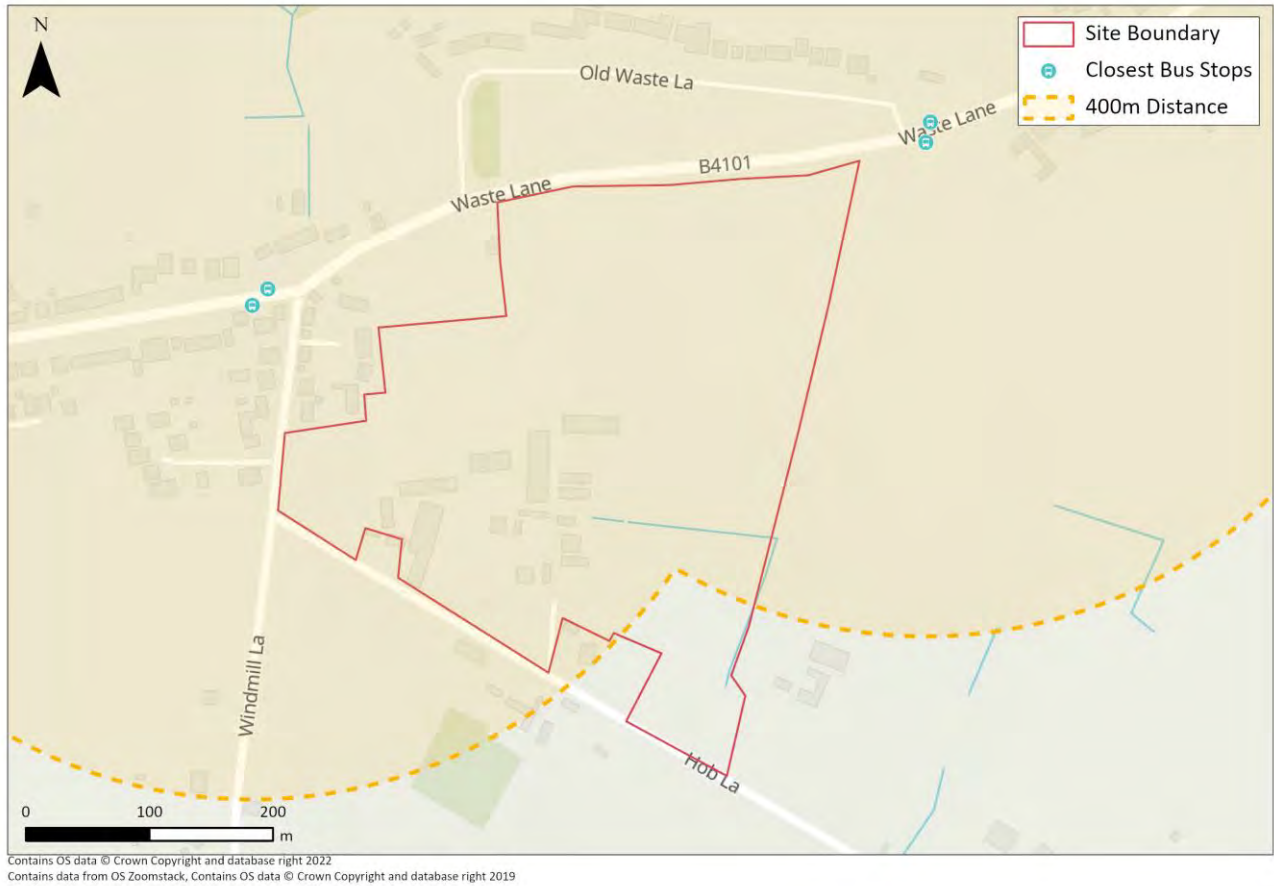 N
Site Boundary
Closest Bus Stops
400m Distance
Old Waste La
Waste Lane
B4101
Waste Lane
Windmill La
Hob La
0 100 200
m
Contains OS data © Crown Copyright and database right 2022
Contains data from OS Zoomstack, Contains OS data © Crown Copyright and database right 2019